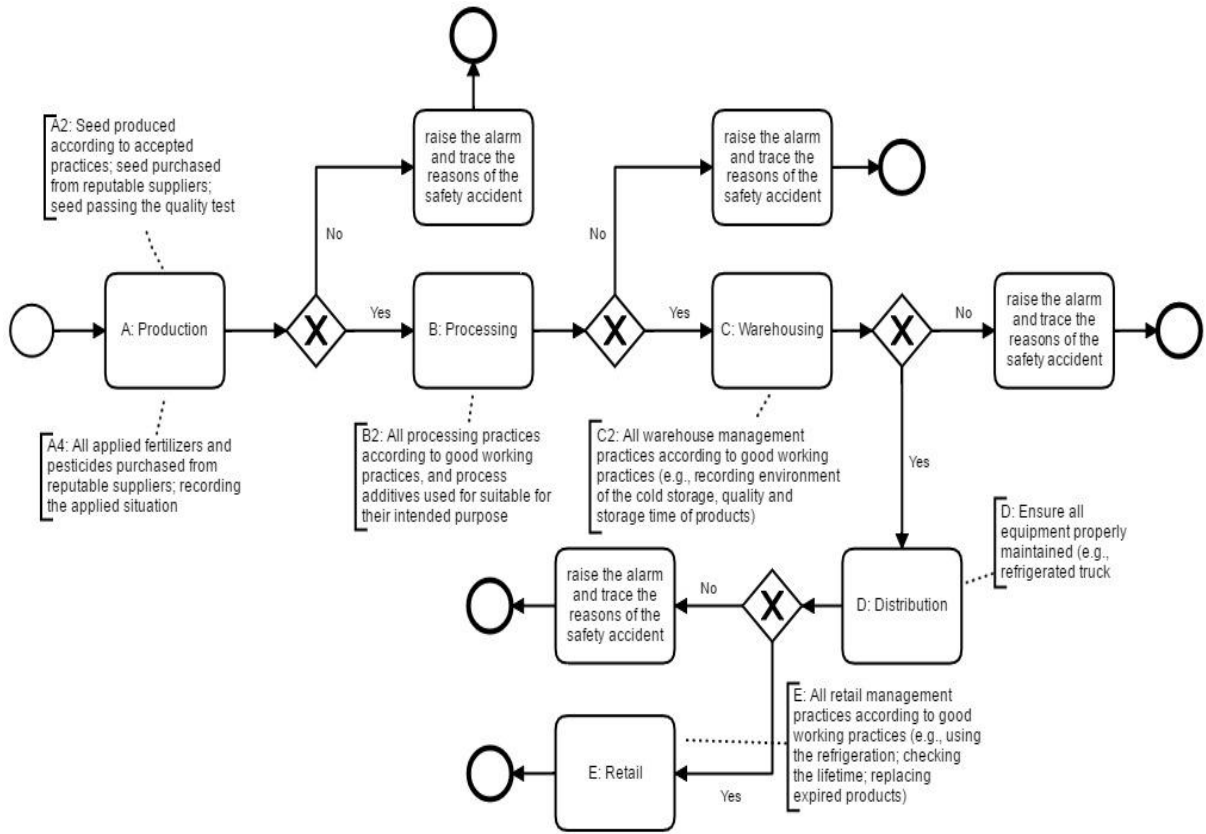 A2: Seed produced
according to accepted
practices; seed purchased
from reputable suppliers;
seed passing the quality test
raise the alarm
and trace the
reasons of the
safety accident
raise the alarm
and trace the
reasons of the
safety accident
No
No
A: Production
X
Yes
B: Processing
X
Yes
C: Warehousing
X
No
raise the alarm
and trace the
reasons of the
safety accident
A4: All applied fertilizers and
pesticides purchased from
reputable suppliers; recording
the applied situation
B2: All processing practices
according to good working
practices, and process
additives used for suitable for
their intended purpose
C2: All warehouse management
practices according to good working
practices (e.g., recording environment
of the cold storage, quality and
storage time of products)
Yes
D: Ensure all
equipment properly
maintained (e.g.,
refrigerated truck
raise the alarm
and trace the
reasons of the
safety accident
No
X
D: Distribution
E: All retail management
practices according to good
working practices (e.g., using
the refrigeration; checking
the lifetime; replacing
expired products)
E: Retail
Yes